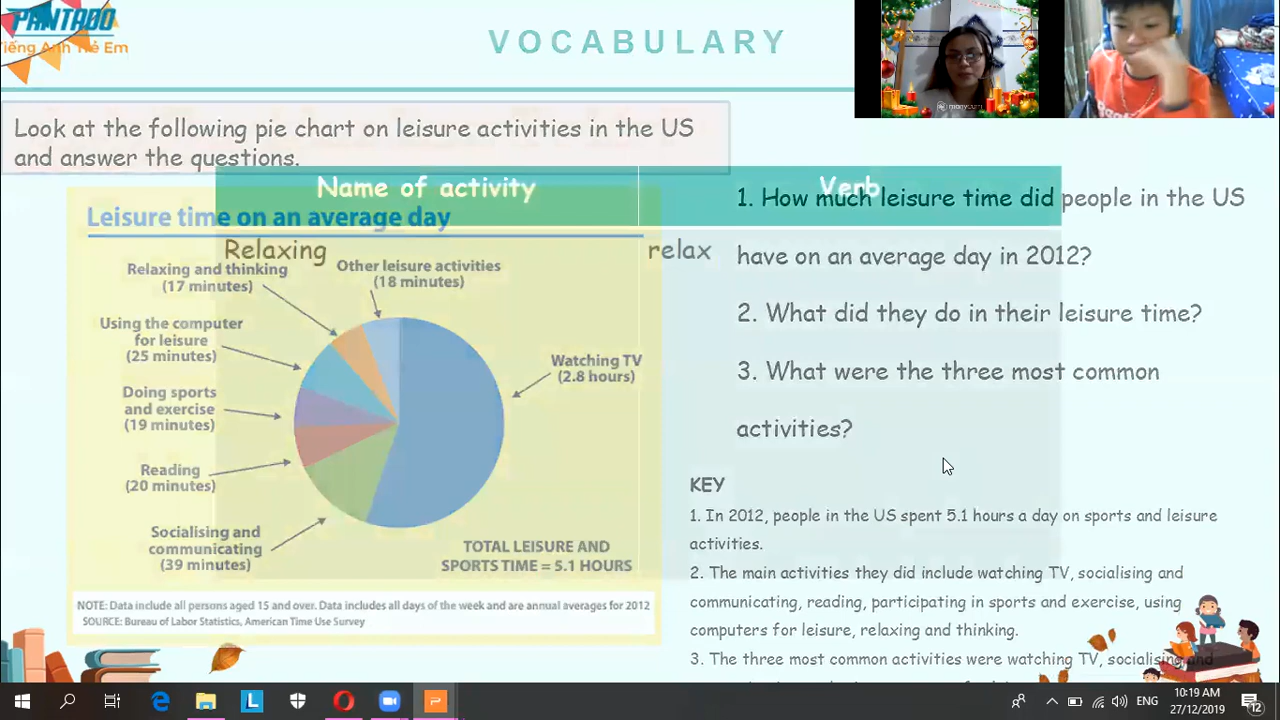 PANTADO
Tiếng Anh Trẻ Em
VOCABULARY
manycam
Look at the following pie chart on leisure activities in the US
and answer the questions.
Name of activity
Verb
Relaxing
relax
Leisure time on an average day
Relaxing and thinking
(17 minutes)
Other leisure activities
(18 minutes)
Using the computer
for leisure
(25 minutes)
Watching TV
(2.8 hours)
Doing sports
and exercise
(19 minutes)
Reading
(20 minutes)
Socialising and
communicating
(39 minutes)
TOTAL LEISURE AND
SPORTS TIME = 5.1 HOURS
NOTE: Data include all persons aged 15 and over. Data includes all days of the week and are annual averages for 2012
SOURCE: Bureau of Labor Statistics, American Time Use Survey
1. How much leisure time did people in the US
have on an average day in 2012?
2. What did they do in their leisure time?
3. What were the three most common
activities?
KEY
1. In 2012, people in the US spent 5.1 hours a day on sports and leisure
activities.
2. The main activities they did include watching TV, socialising and
communicating, reading, participating in sports and exercise, using
computers for leisure, relaxing and thinking.
3. The three most common activities were watching TV, socialising and
ENG
10:19 AM
27/12/2019
12